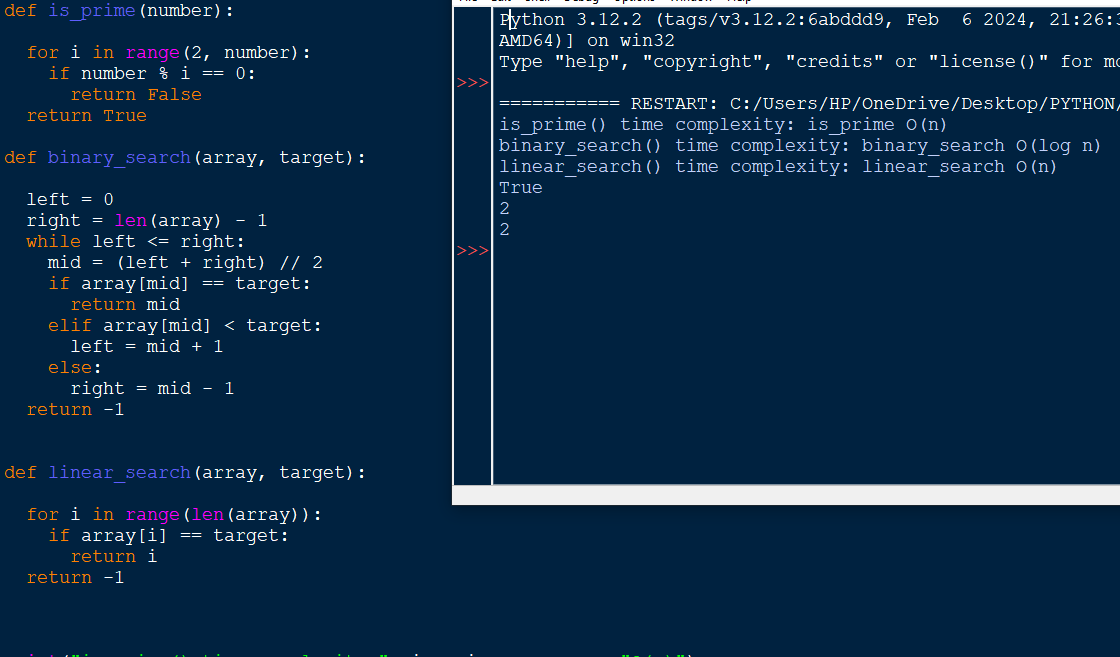 def is_prime(number):
for i in range(2, number):
if number % i == 0:
return False
return True
def binary_search(array, target):
left = 0
right = len(array) - 1
while left <= right:
mid = (left + right) // 2
if array[mid] == target:
return mid
elif array[mid] < target:
left = mid + 1
else:
right = mid - 1
return -1
def linear_search(array, target):
for i in range(len(array)):
if array[i] == target:
return i
return -1
Python 3.12.2 (tags/v3.12.2:6abddd9, Feb 6 2024, 21:26:
AMD64)] on win32
Type "help", "copyright", "credits" or "license()" for mo
>>>
=========== RESTART: C:/Users/HP/OneDrive/Desktop/PYTHON/
is_prime() time complexity: is_prime O(n)
binary_search() time complexity: binary_search O(log n)
linear_search() time complexity: linear_search O(n)
True
2
2
>>>